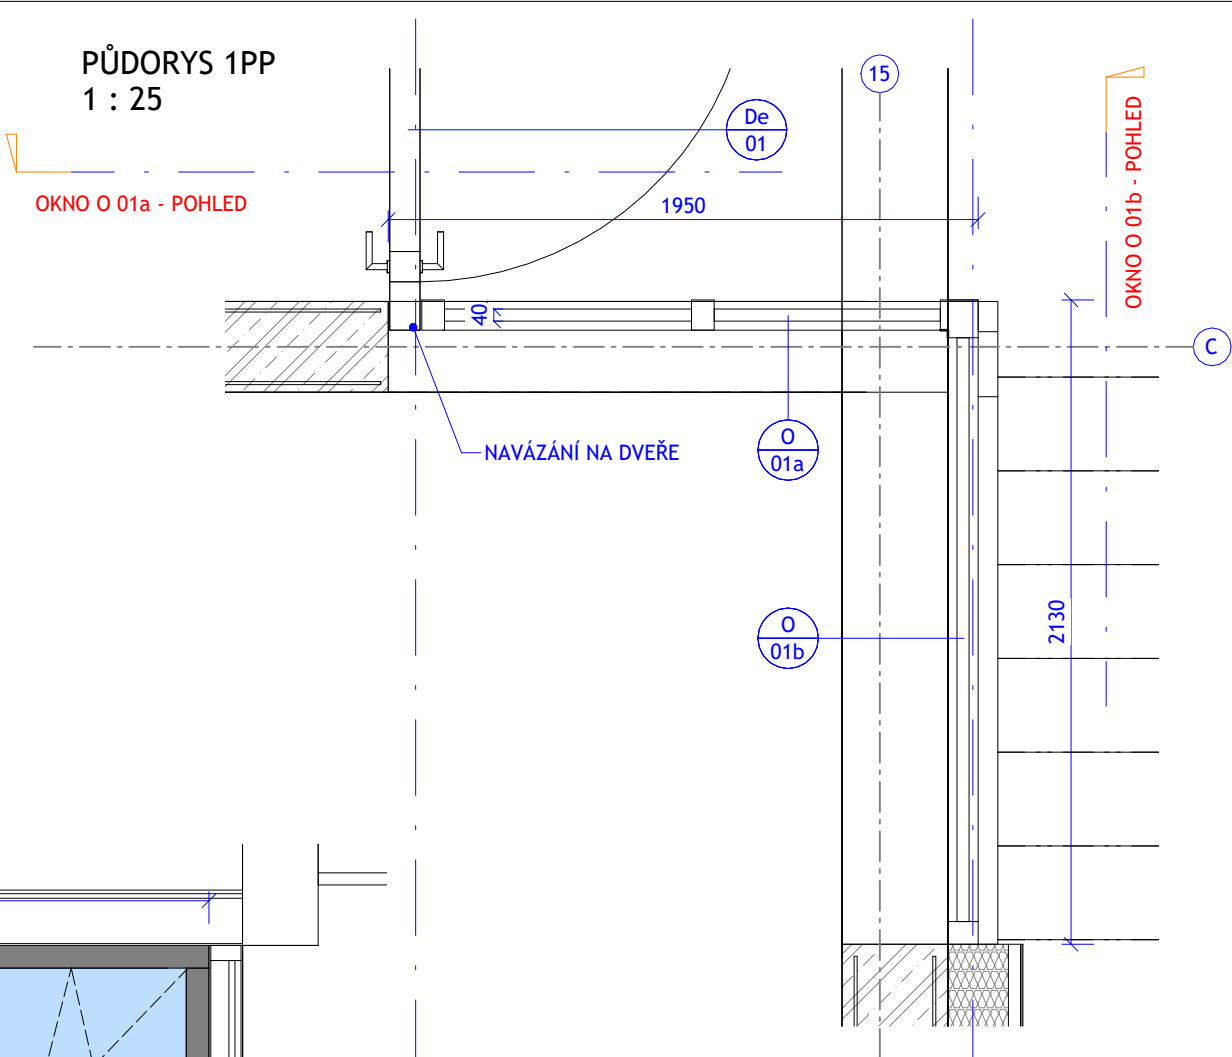 PŮDORYS 1PP
1 : 25
15
De
01
OKNO O 01a - POHLED
1950
OKNO O 01b - POHLED
40
C
NAVÁZÁNÍ NA DVEŘE
O
01a
O
01b
2130